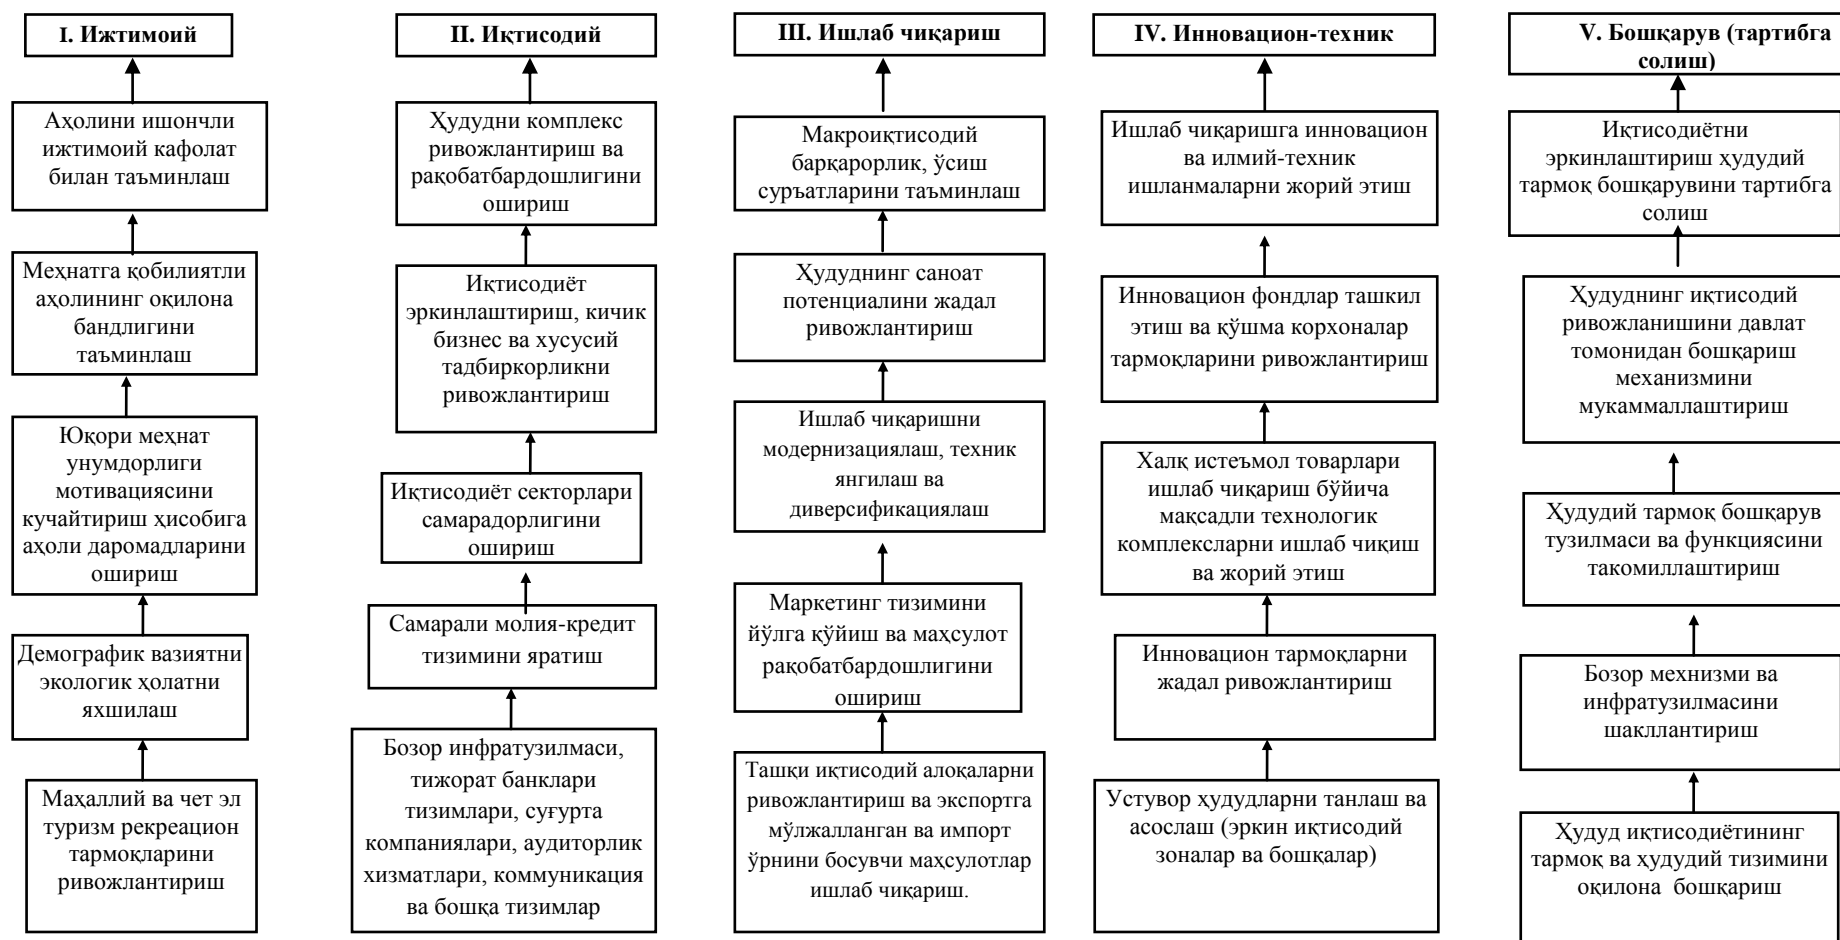 I. Ижтимоий
Аҳолини ишончли
ижтимоий кафолат
билан таъминлаш
Меҳнатга қобилиятли
аҳолининг оқилона
бандлигини
таъминлаш
Юқори меҳнат
унумдорлиги
мотивациясини
кучайтириш ҳисобига
аҳоли даромадларини
ошириш
Демографик вазиятни
экологик ҳолатни
яхшилаш
Маҳаллий ва чет эл
туризм рекреацион
тармоқларини
ривожлантириш
II. Иқтисодий
Ҳудудни комплекс
ривожлантириш ва
рақобатбардошлигини
ошириш
Иқтисодиёт
эркинлаштириш, кичик
бизнес ва хусусий
тадбиркорликни
ривожлантириш
Иқтисодиёт секторлари
самарадорлигини
ошириш
Самарали молия-кредит
тизимини яратиш
Бозор инфратузилмаси,
тижорат банклари
тизимлари, суғурта
компаниялари, аудиторлик
хизматлари, коммуникация
ва бошқа тизимлар
III. Ишлаб чиқариш
Макроиқтисодий
барқарорлик, ўсиш
суръатларини таъминлаш
Ҳудуднинг саноат
потенциалини жадал
ривожлантириш
Ишлаб чиқаришни
модернизациялаш, техник
янгилаш ва
диверсификациялаш
Маркетинг тизимини
йўлга қўйиш ва маҳсулот
рақобатбардошлигини
ошириш
Ташқи иқтисодий алоқаларни
ривожлантириш ва экспортга
мўлжалланган ва импорт
ўрнини босувчи маҳсулотлар
ишлаб чиқариш.
IV. Инновацион-техник
Ишлаб чиқаришга инновацион
ва илмий-техник
ишланмаларни жорий этиш
Инновацион фондлар ташкил
этиш ва қўшма корхоналар
тармоқларини ривожлантириш
Халқ истеъмол товарлари
ишлаб чиқариш бўйича
мақсадли технологик
комплексларни ишлаб чиқиш
ва жорий этиш
Инновацион тармоқларни
жадал ривожлантириш
Устувор ҳудудларни танлаш ва
асослаш (эркин иқтисодий
зоналар ва бошқалар)
V. Бошқарув (тартибга
солиш)
Иқтисодиётни
эркинлаштириш ҳудудий
тармоқ бошқарувини тартибга
солиш
Ҳудуднинг иқтисодий
ривожланишини давлат
томонидан бошқариш
механизмини
мукаммаллаштириш
Ҳудудий тармоқ бошқарув
тузилмаси ва функциясини
такомиллаштириш
Бозор мехнизми ва
инфратузилмасини
шакллантириш
Ҳудуд иқтисодиётининг
тармоқ ва ҳудудий тизимини
оқилона бошқариш